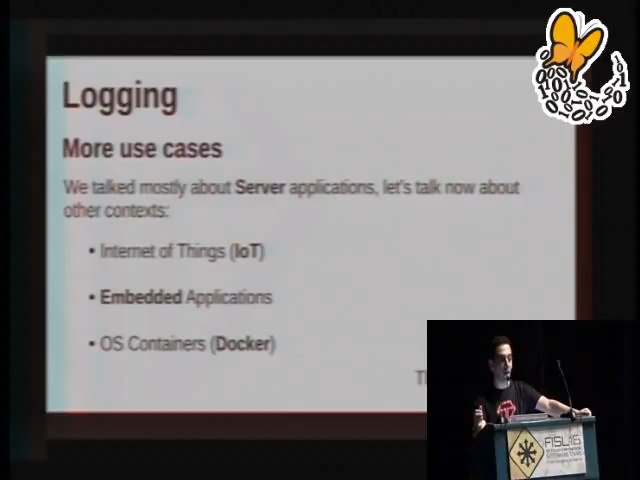 Logging
More use cases
We talked mostly about Server applications, let's talk now about
other contexts:
• Internet of Things (IoT)
• Embedded Applications
• OS Containers (Docker)
FISL16